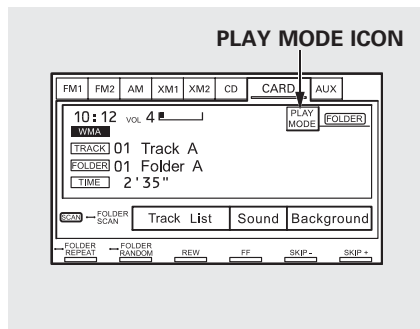 PLAY MODE ICON
FM1 FM2 AM XM1 XM2 CD CARD AUX
10:12 VOL 4 PLAY MODE FOLDER
WMA
TRACK 01 Track A
FOLDER 01 Folder A
TIME 2'35"
SCAN FOLDER SCAN Track List Sound Background
FOLDER REPEAT FOLDER RANDOM REW FF SKIP- SKIP+